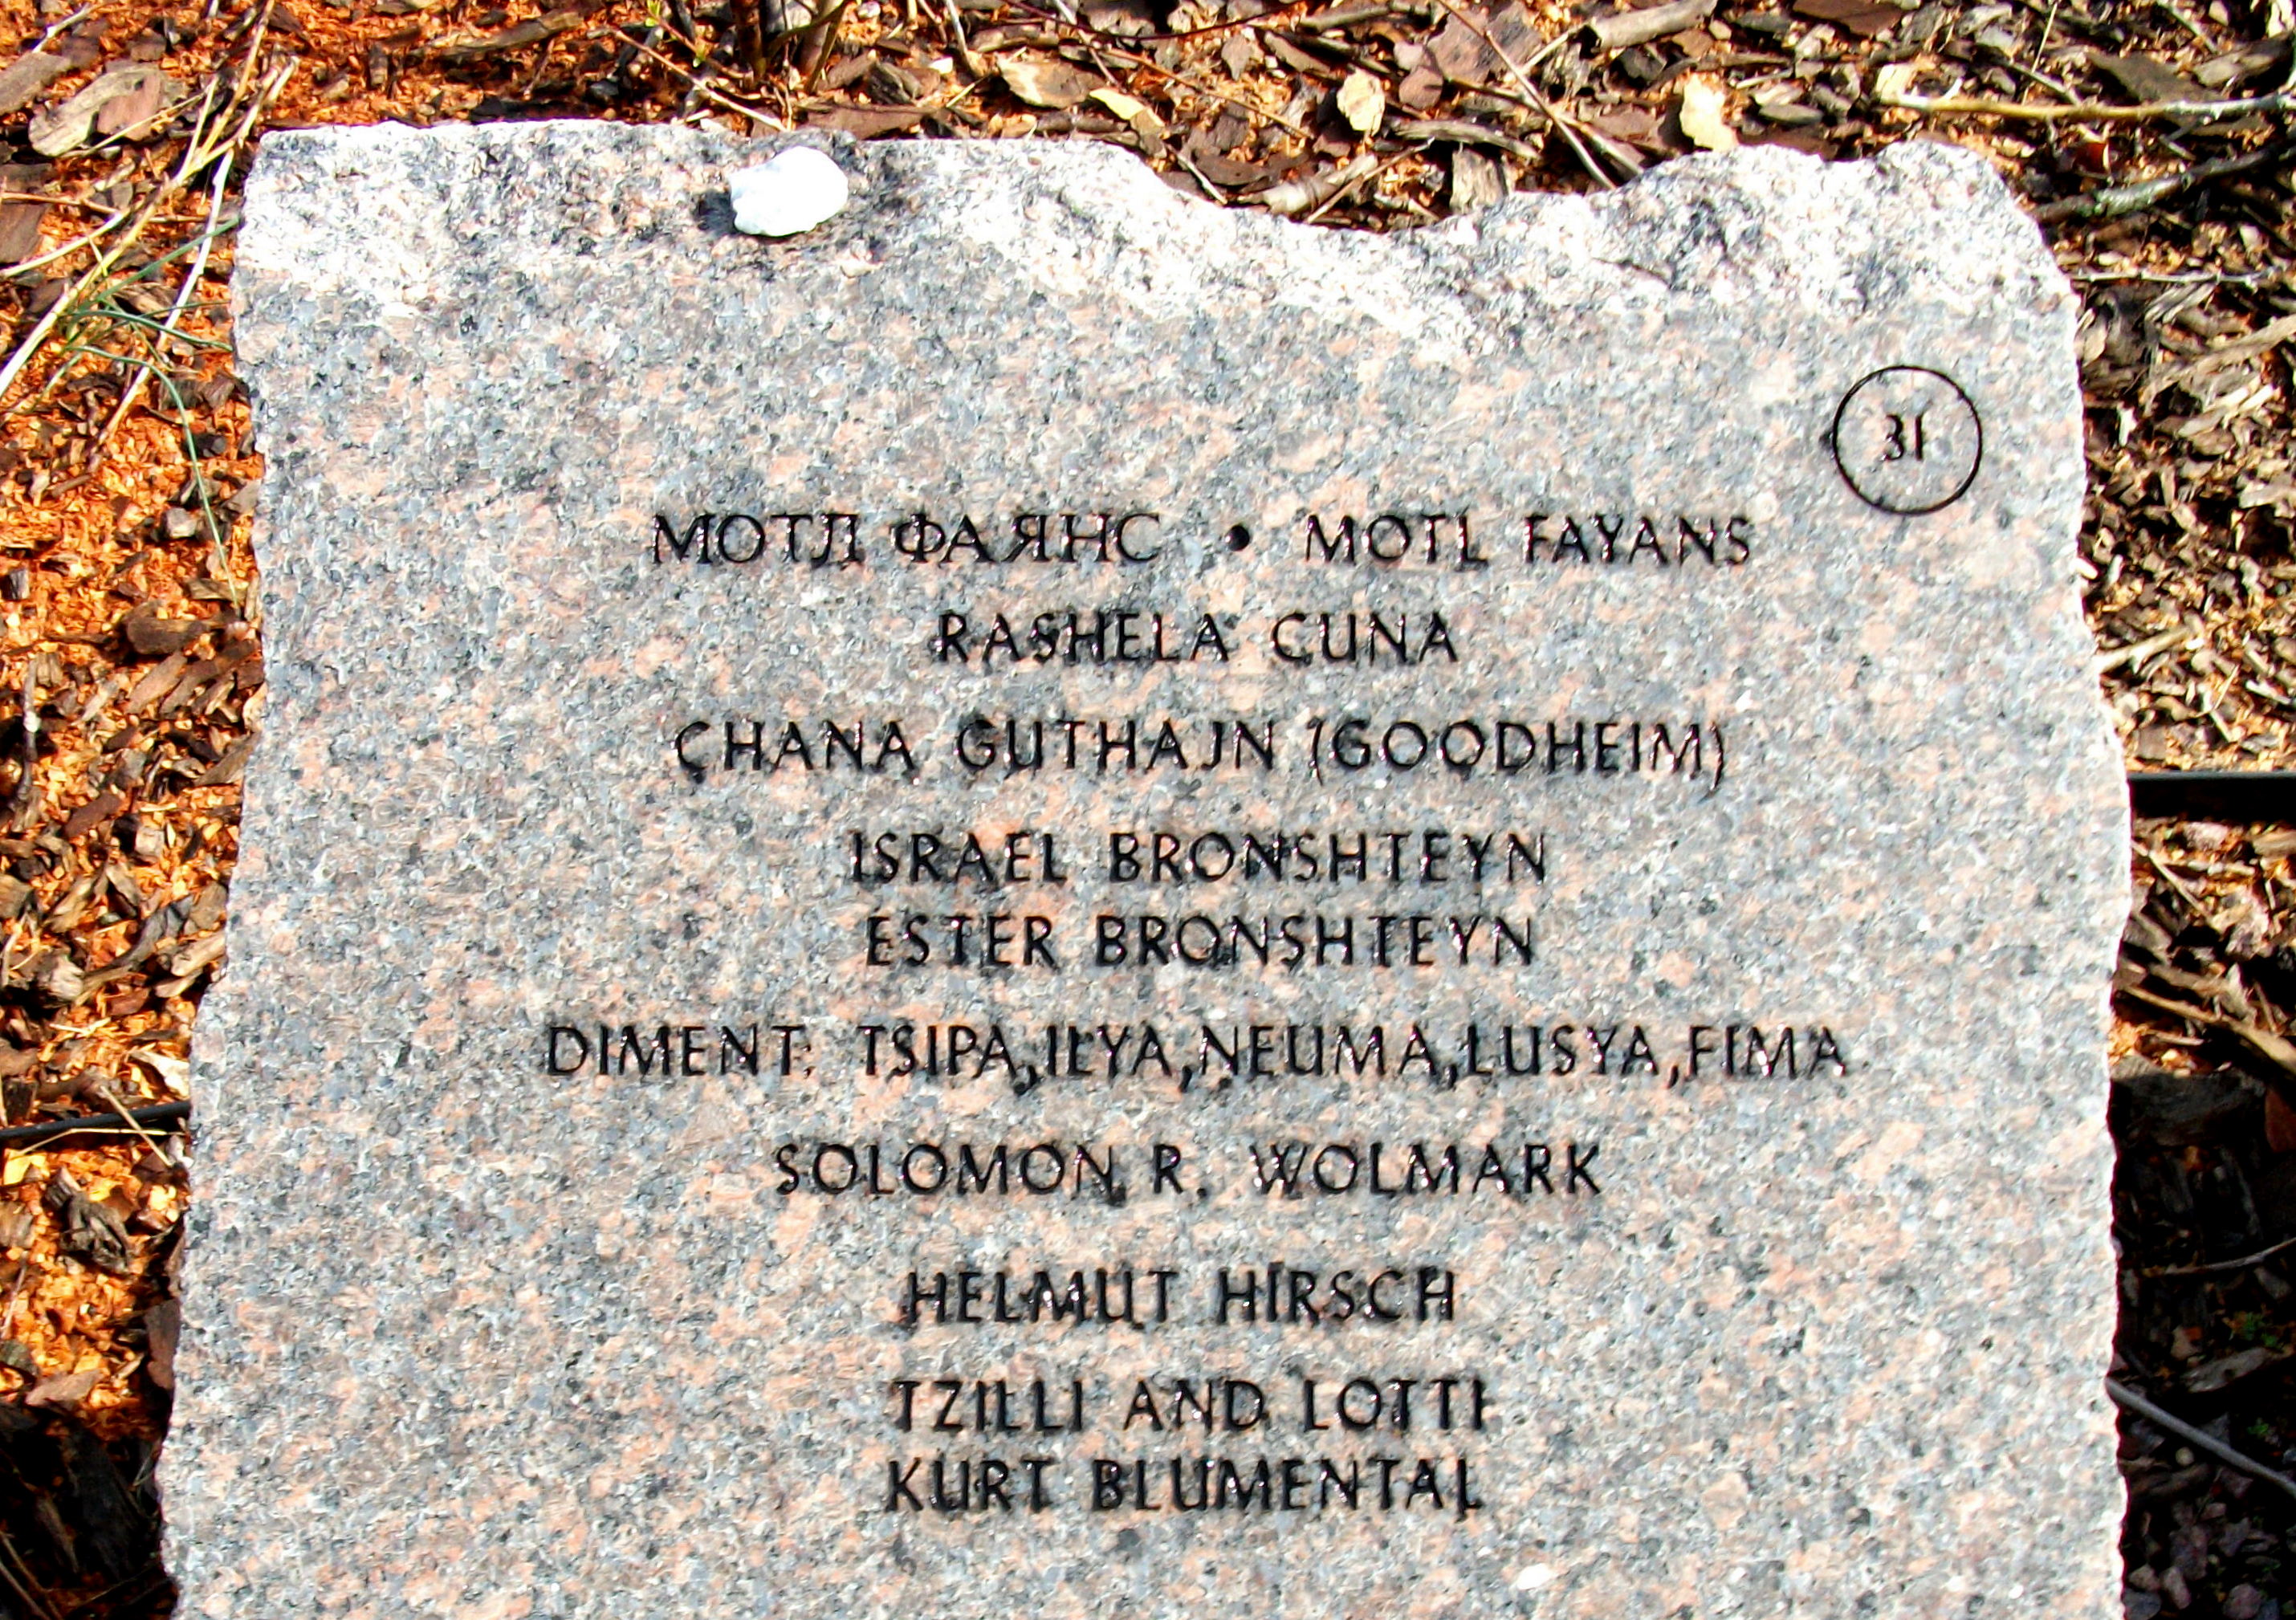 31
МОТЛ ФАЯНС • MOTL FAYANS
RASHELA CUNA
CHANA GUTHAJN (GOODHEIM)
ISRAEL BRONSHTEYN
ESTER BRONSHTEYN
DIMENT: TSIPA,ILYA,NEUMA,LUSYA,FIMA
SOLOMON R. WOLMARK
HELMUT HIRSCH
TZILLI AND LOTTI
KURT BLUMENTAL